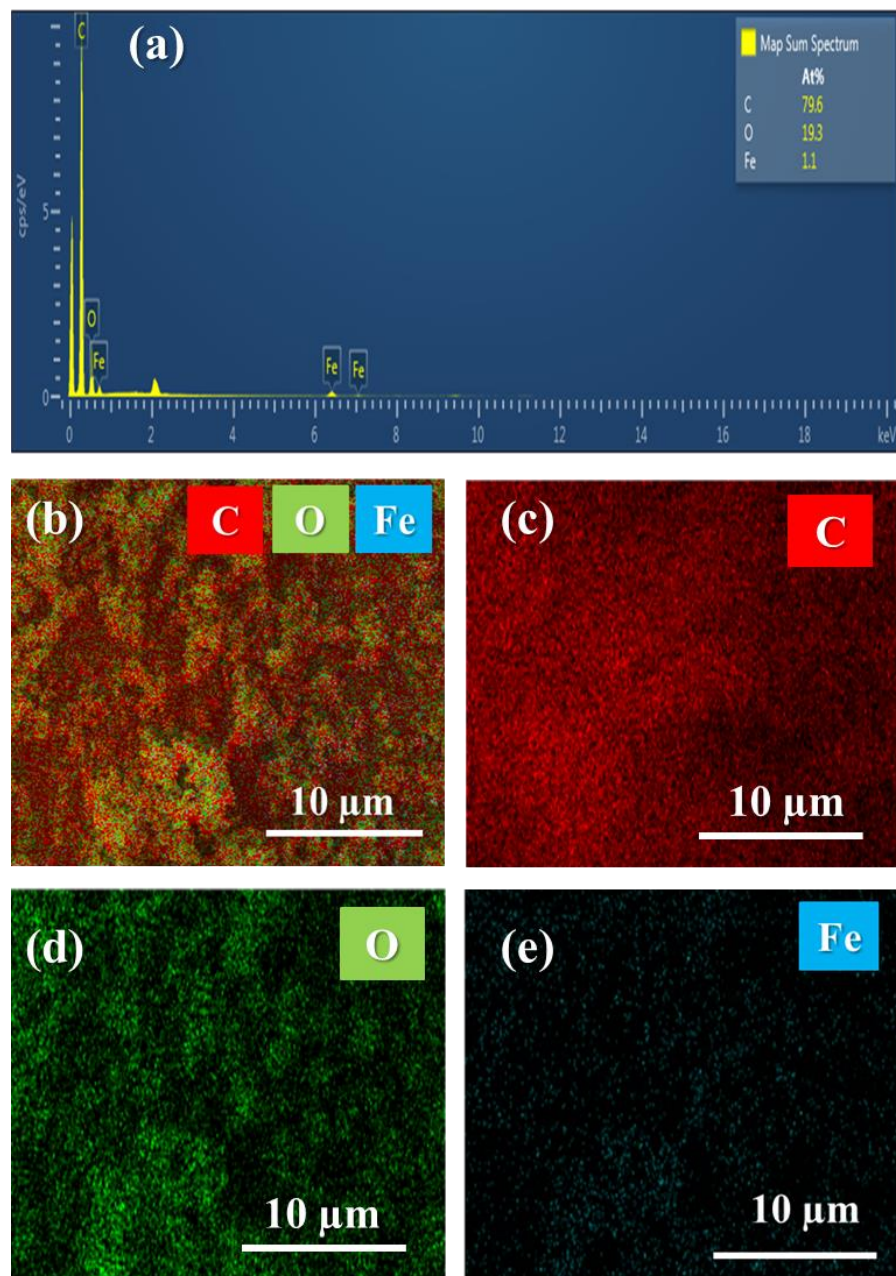 (a)
C
O
Fe
Fe
Fe
cps/eV
5
0
0
2
4
6
8
10
12
14
16
18
keV
Map Sum Spectrum
At%
C 79.6
O 19.3
Fe 1.1
(b) C O Fe
10 μm
(c) C
10 μm
(d) O
10 μm
(e) Fe
10 μm